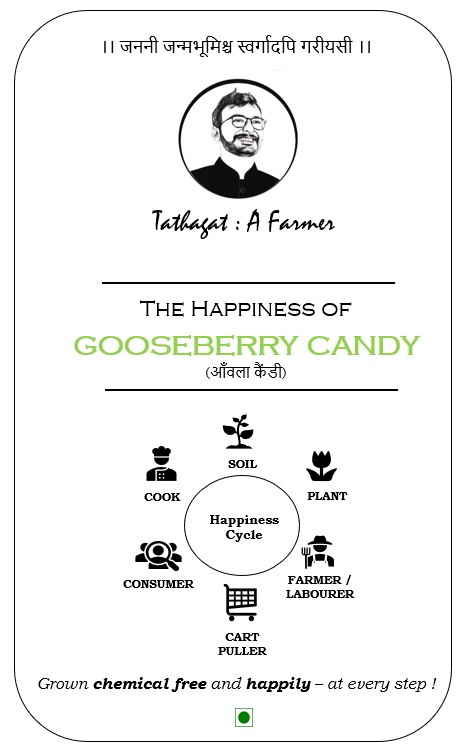 ।। जननी जन्मभूमिश्च स्वर्गादपि गरीयसी ।।
Tathagat : A Farmer
THE HAPPINESS OF
GOOSEBERRY CANDY
(आँवला कैंडी)
SOIL
COOK
PLANT
Happiness
Cycle
CONSUMER
FARMER /
LABOURER
CART
PULLER
Grown chemical free and happily – at every step !